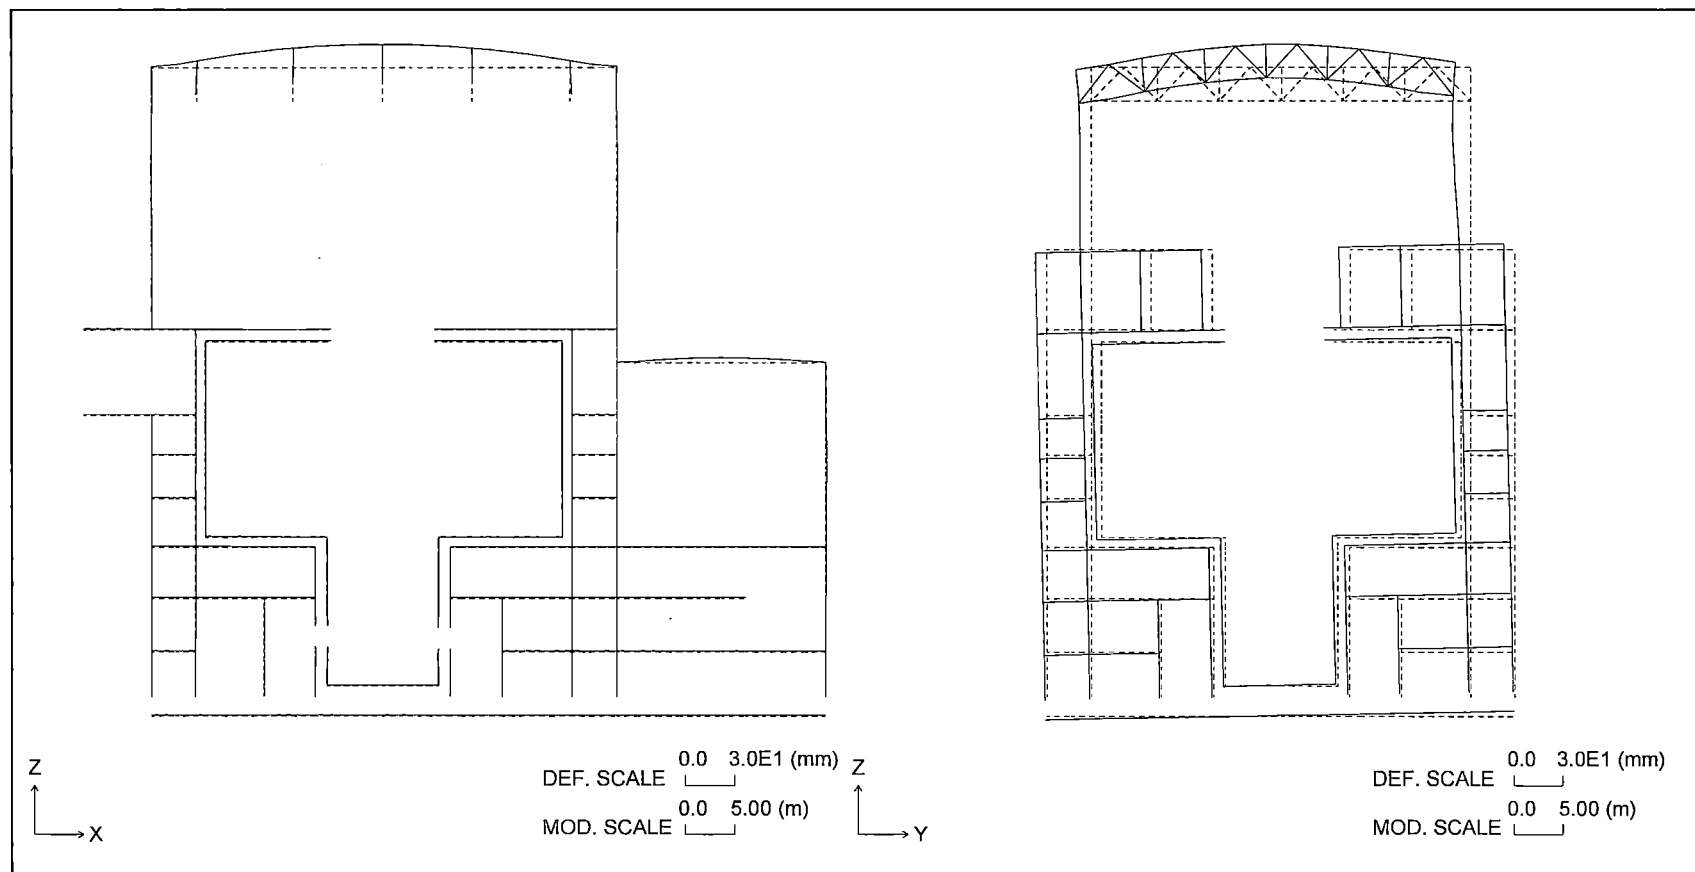 0.0 3.0E1 (mm)
DEF. SCALE
0.0 5.00 (m)
MOD. SCALE
Z
X
0.0 3.0E1 (mm)
DEF. SCALE
0.0 5.00 (m)
MOD. SCALE
Z
Y